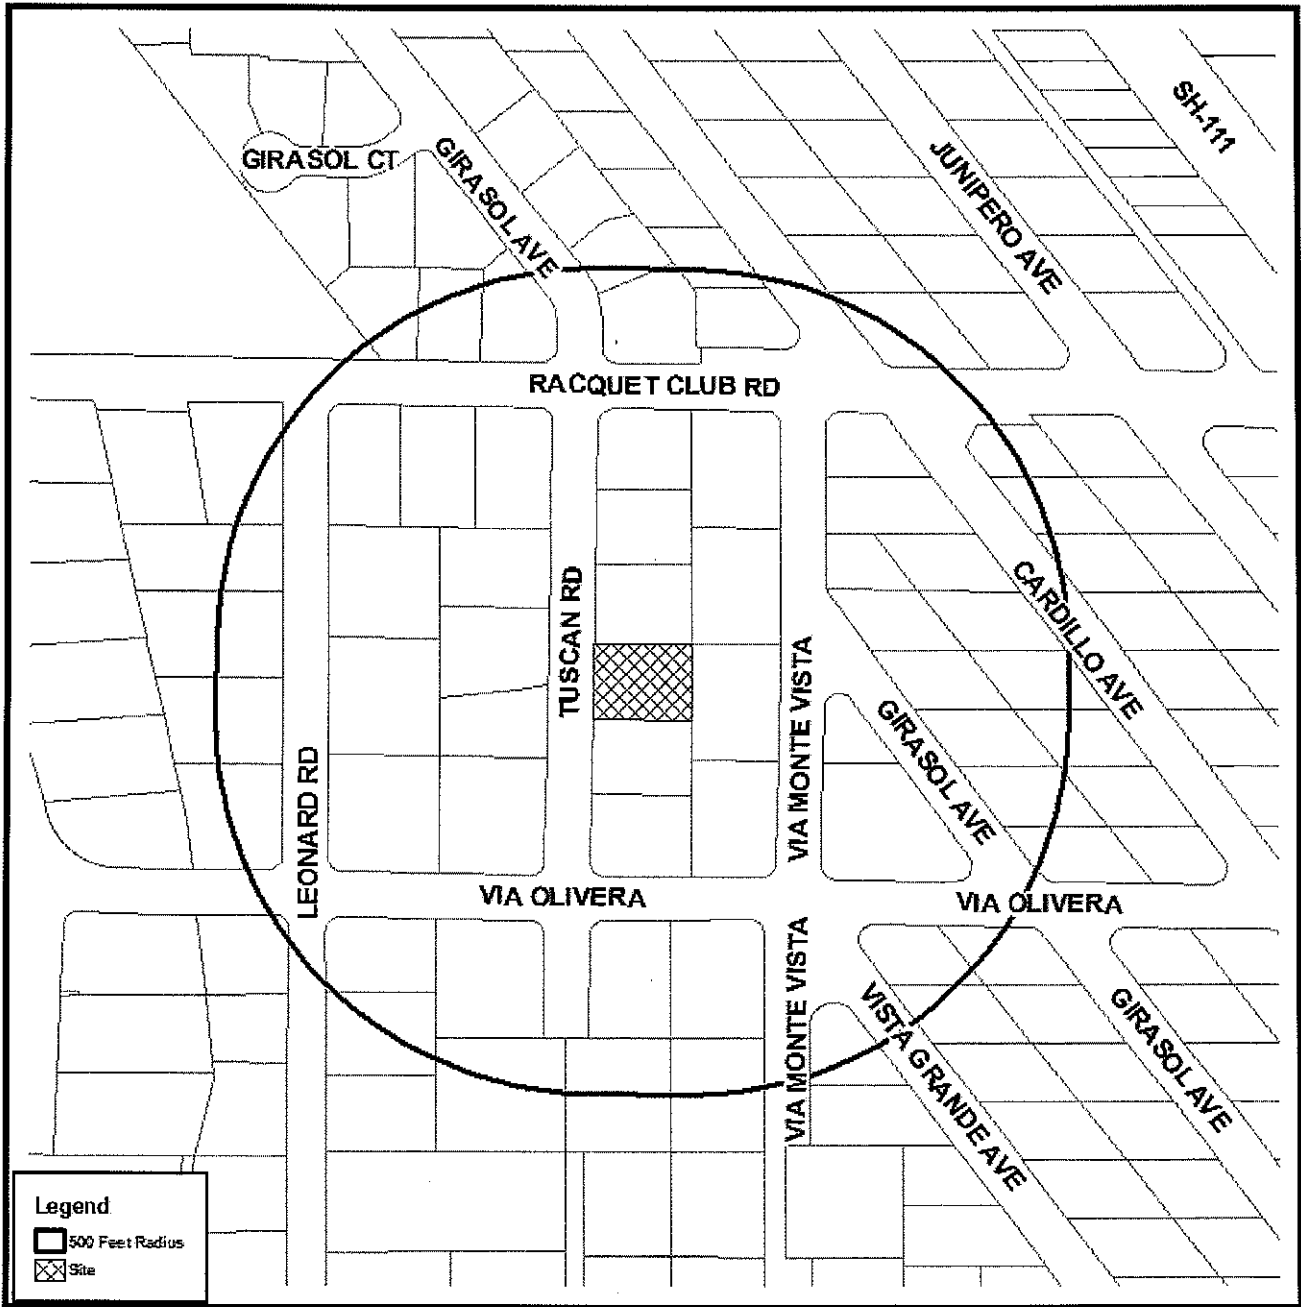 SH-111
GIRASOL CT
GIRASOL AVE
JUNIPERO AVE
RACQUET CLUB RD
TUSCAN RD
CARDILLO AVE
VIA MONTE VISTA
GIRASOL AVE
LEONARD RD
VIA OLIVERA
VIA OLIVERA
VIA MONTE VISTA
VISTA GRANDE AVE
GIRASOL AVE
Legend
500 Feet Radius
Site